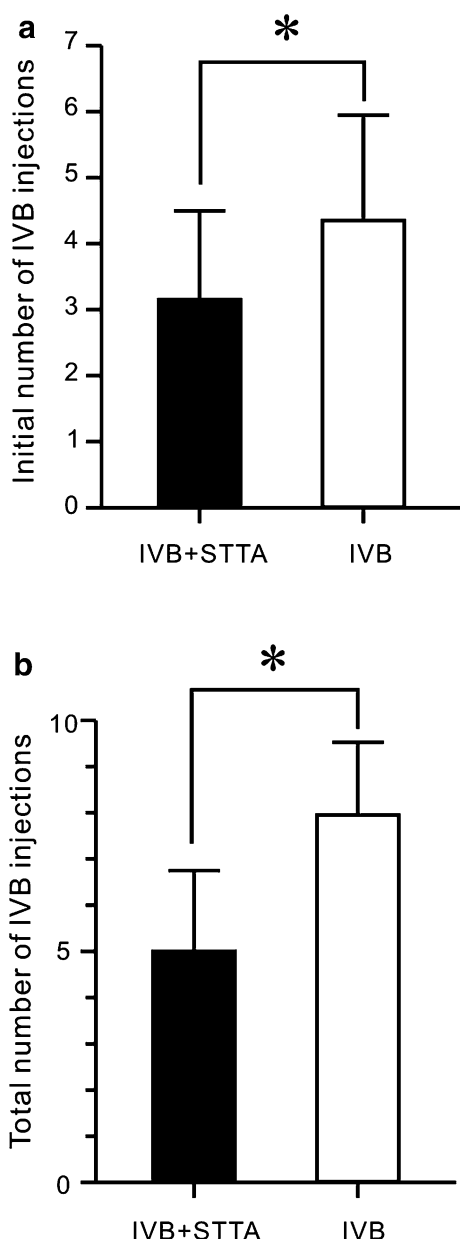 a
*
Initial number of IVB injections
7
6
5
4
3
2
1
0
IVB+STTA IVB
b
*
Total number of IVB injections
10
5
0
IVB+STTA IVB